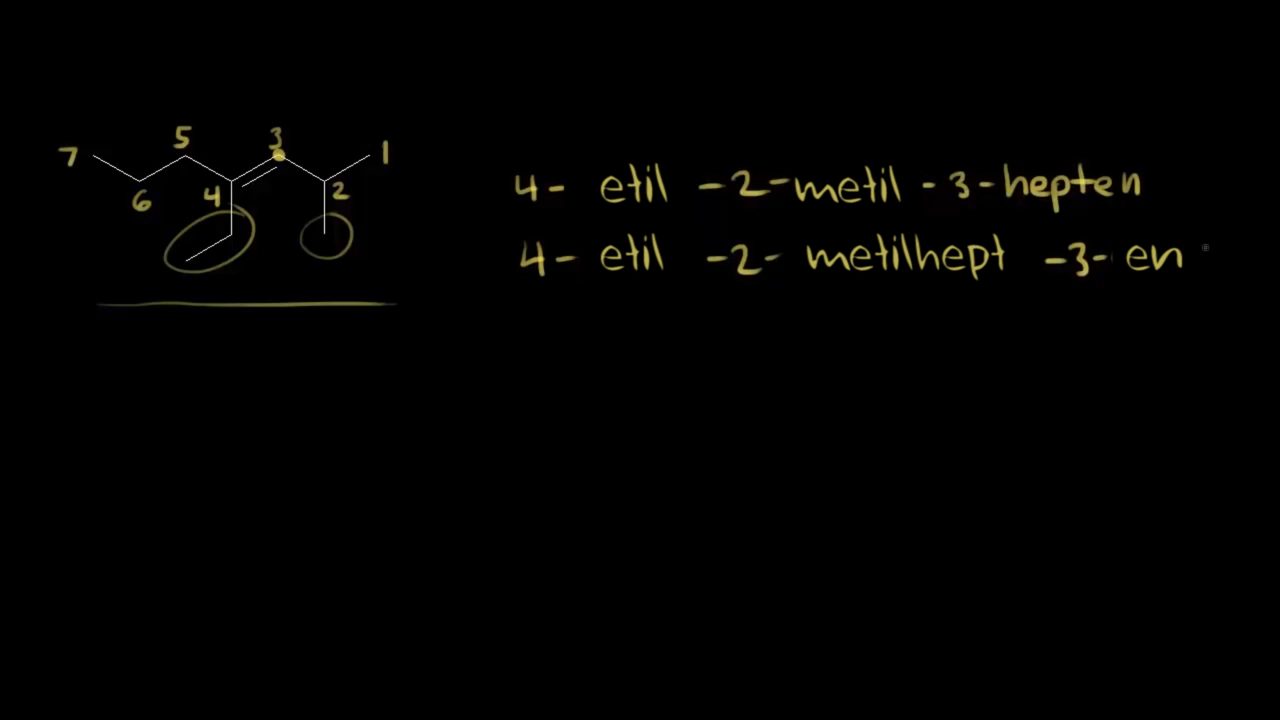 7 5 3 1
6 4 2
4- etil -2-metil -3-hepten
4- etil -2- metilhept -3- en